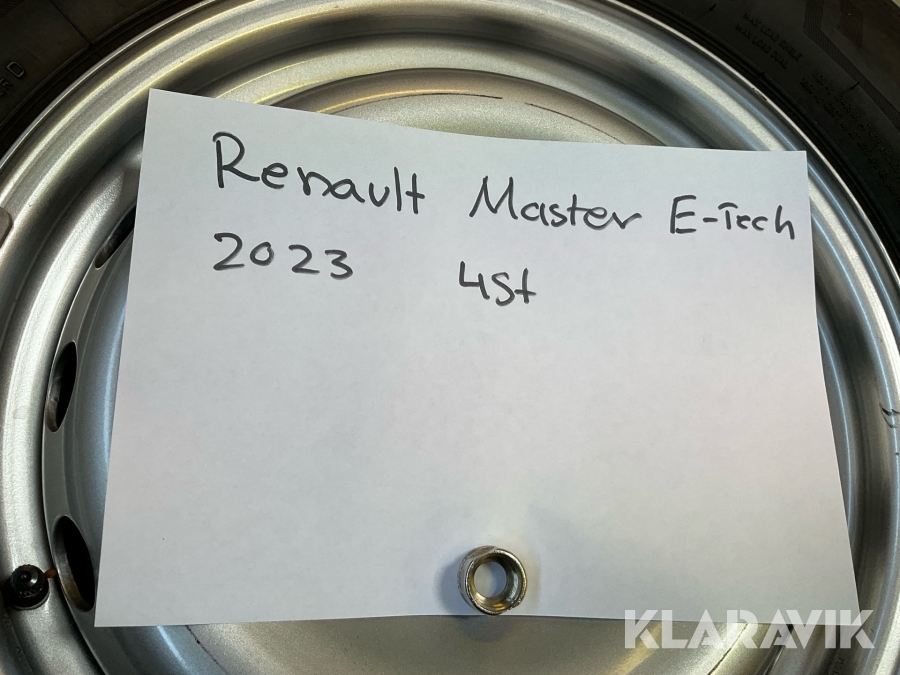 Renault Master E-Tech
2023 4st
KLARAVIK